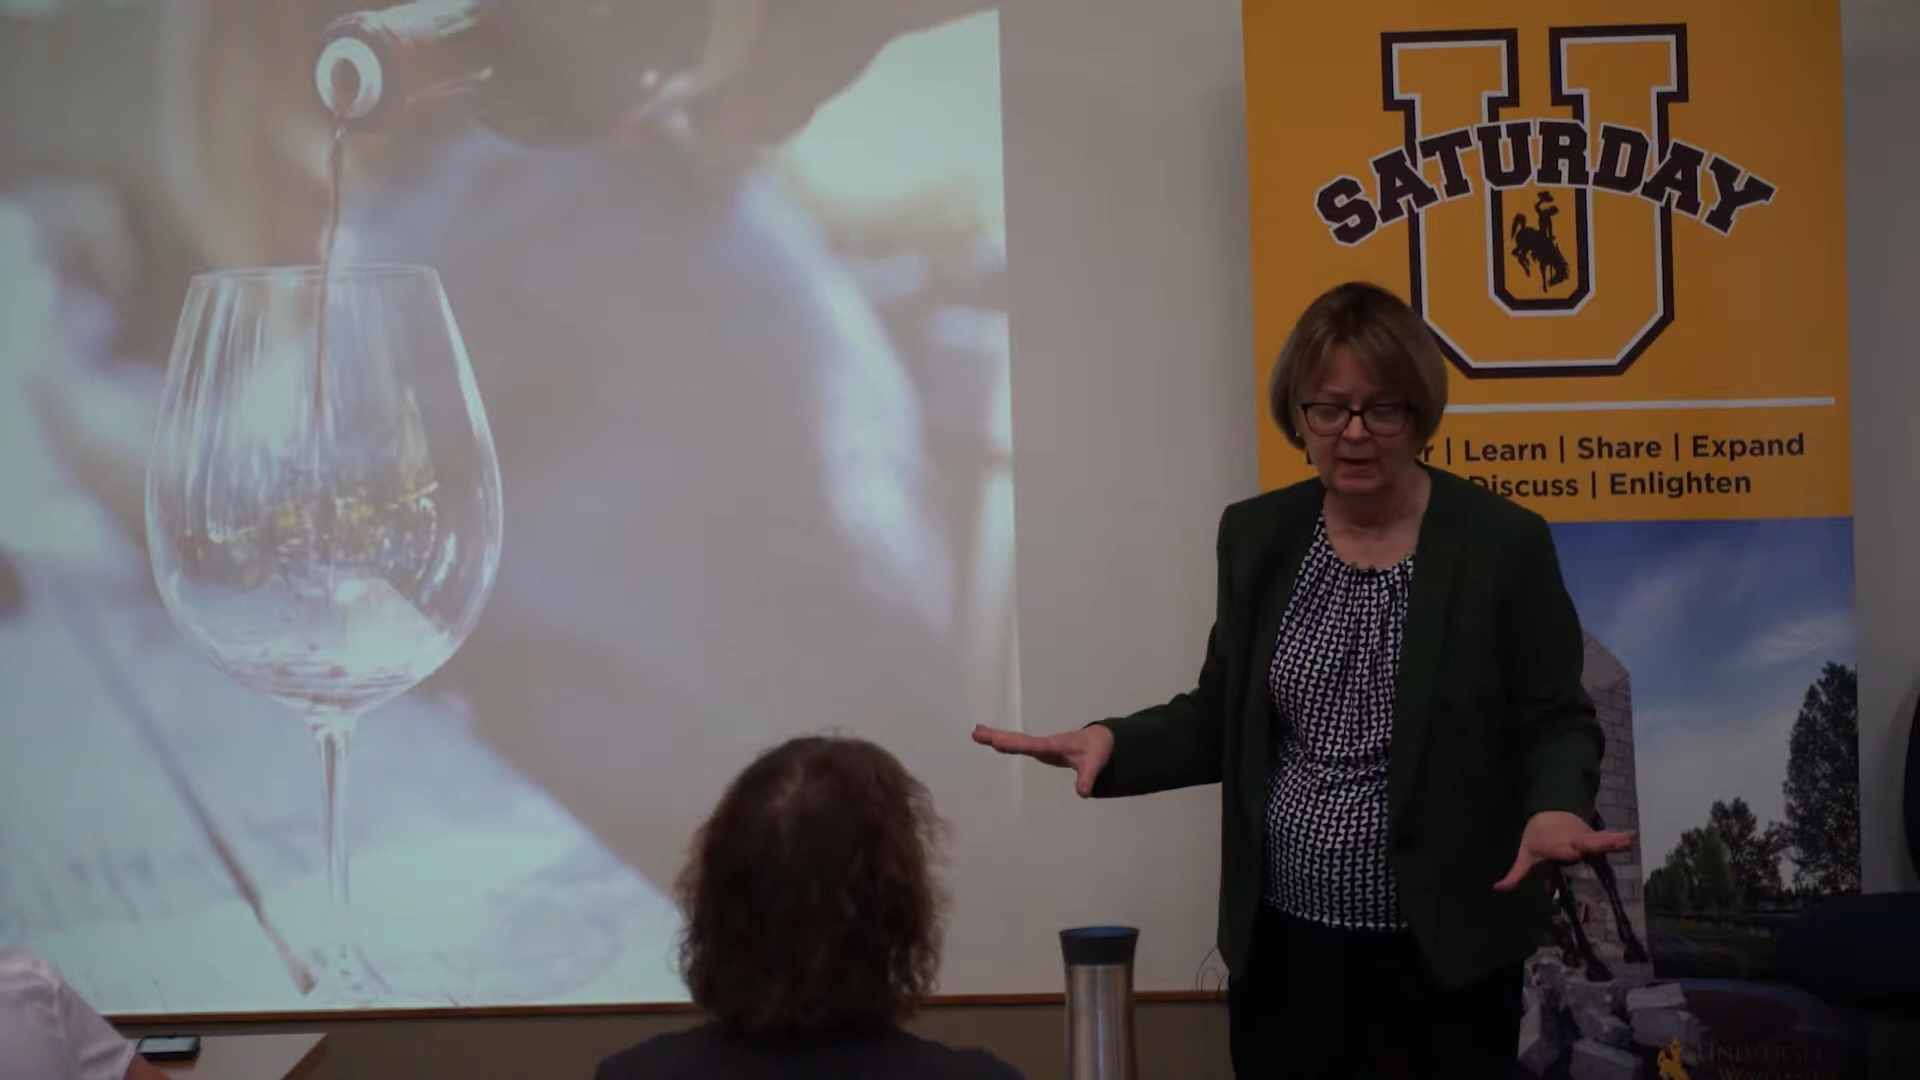 U
SATURDAY
| Learn | Share | Expand
Discuss | Enlighten